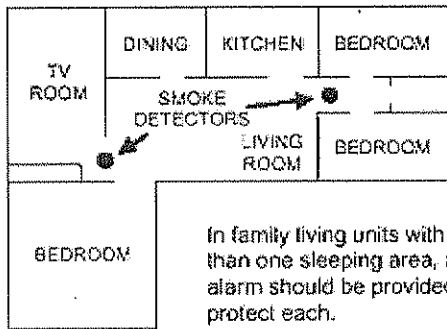 DINING
KITCHEN
BEDROOM
TV
ROOM
SMOKE
DETECTORS
LIVING
ROOM
BEDROOM
BEDROOM
In family living units with
than one sleeping area,
alarm should be provided
protect each.